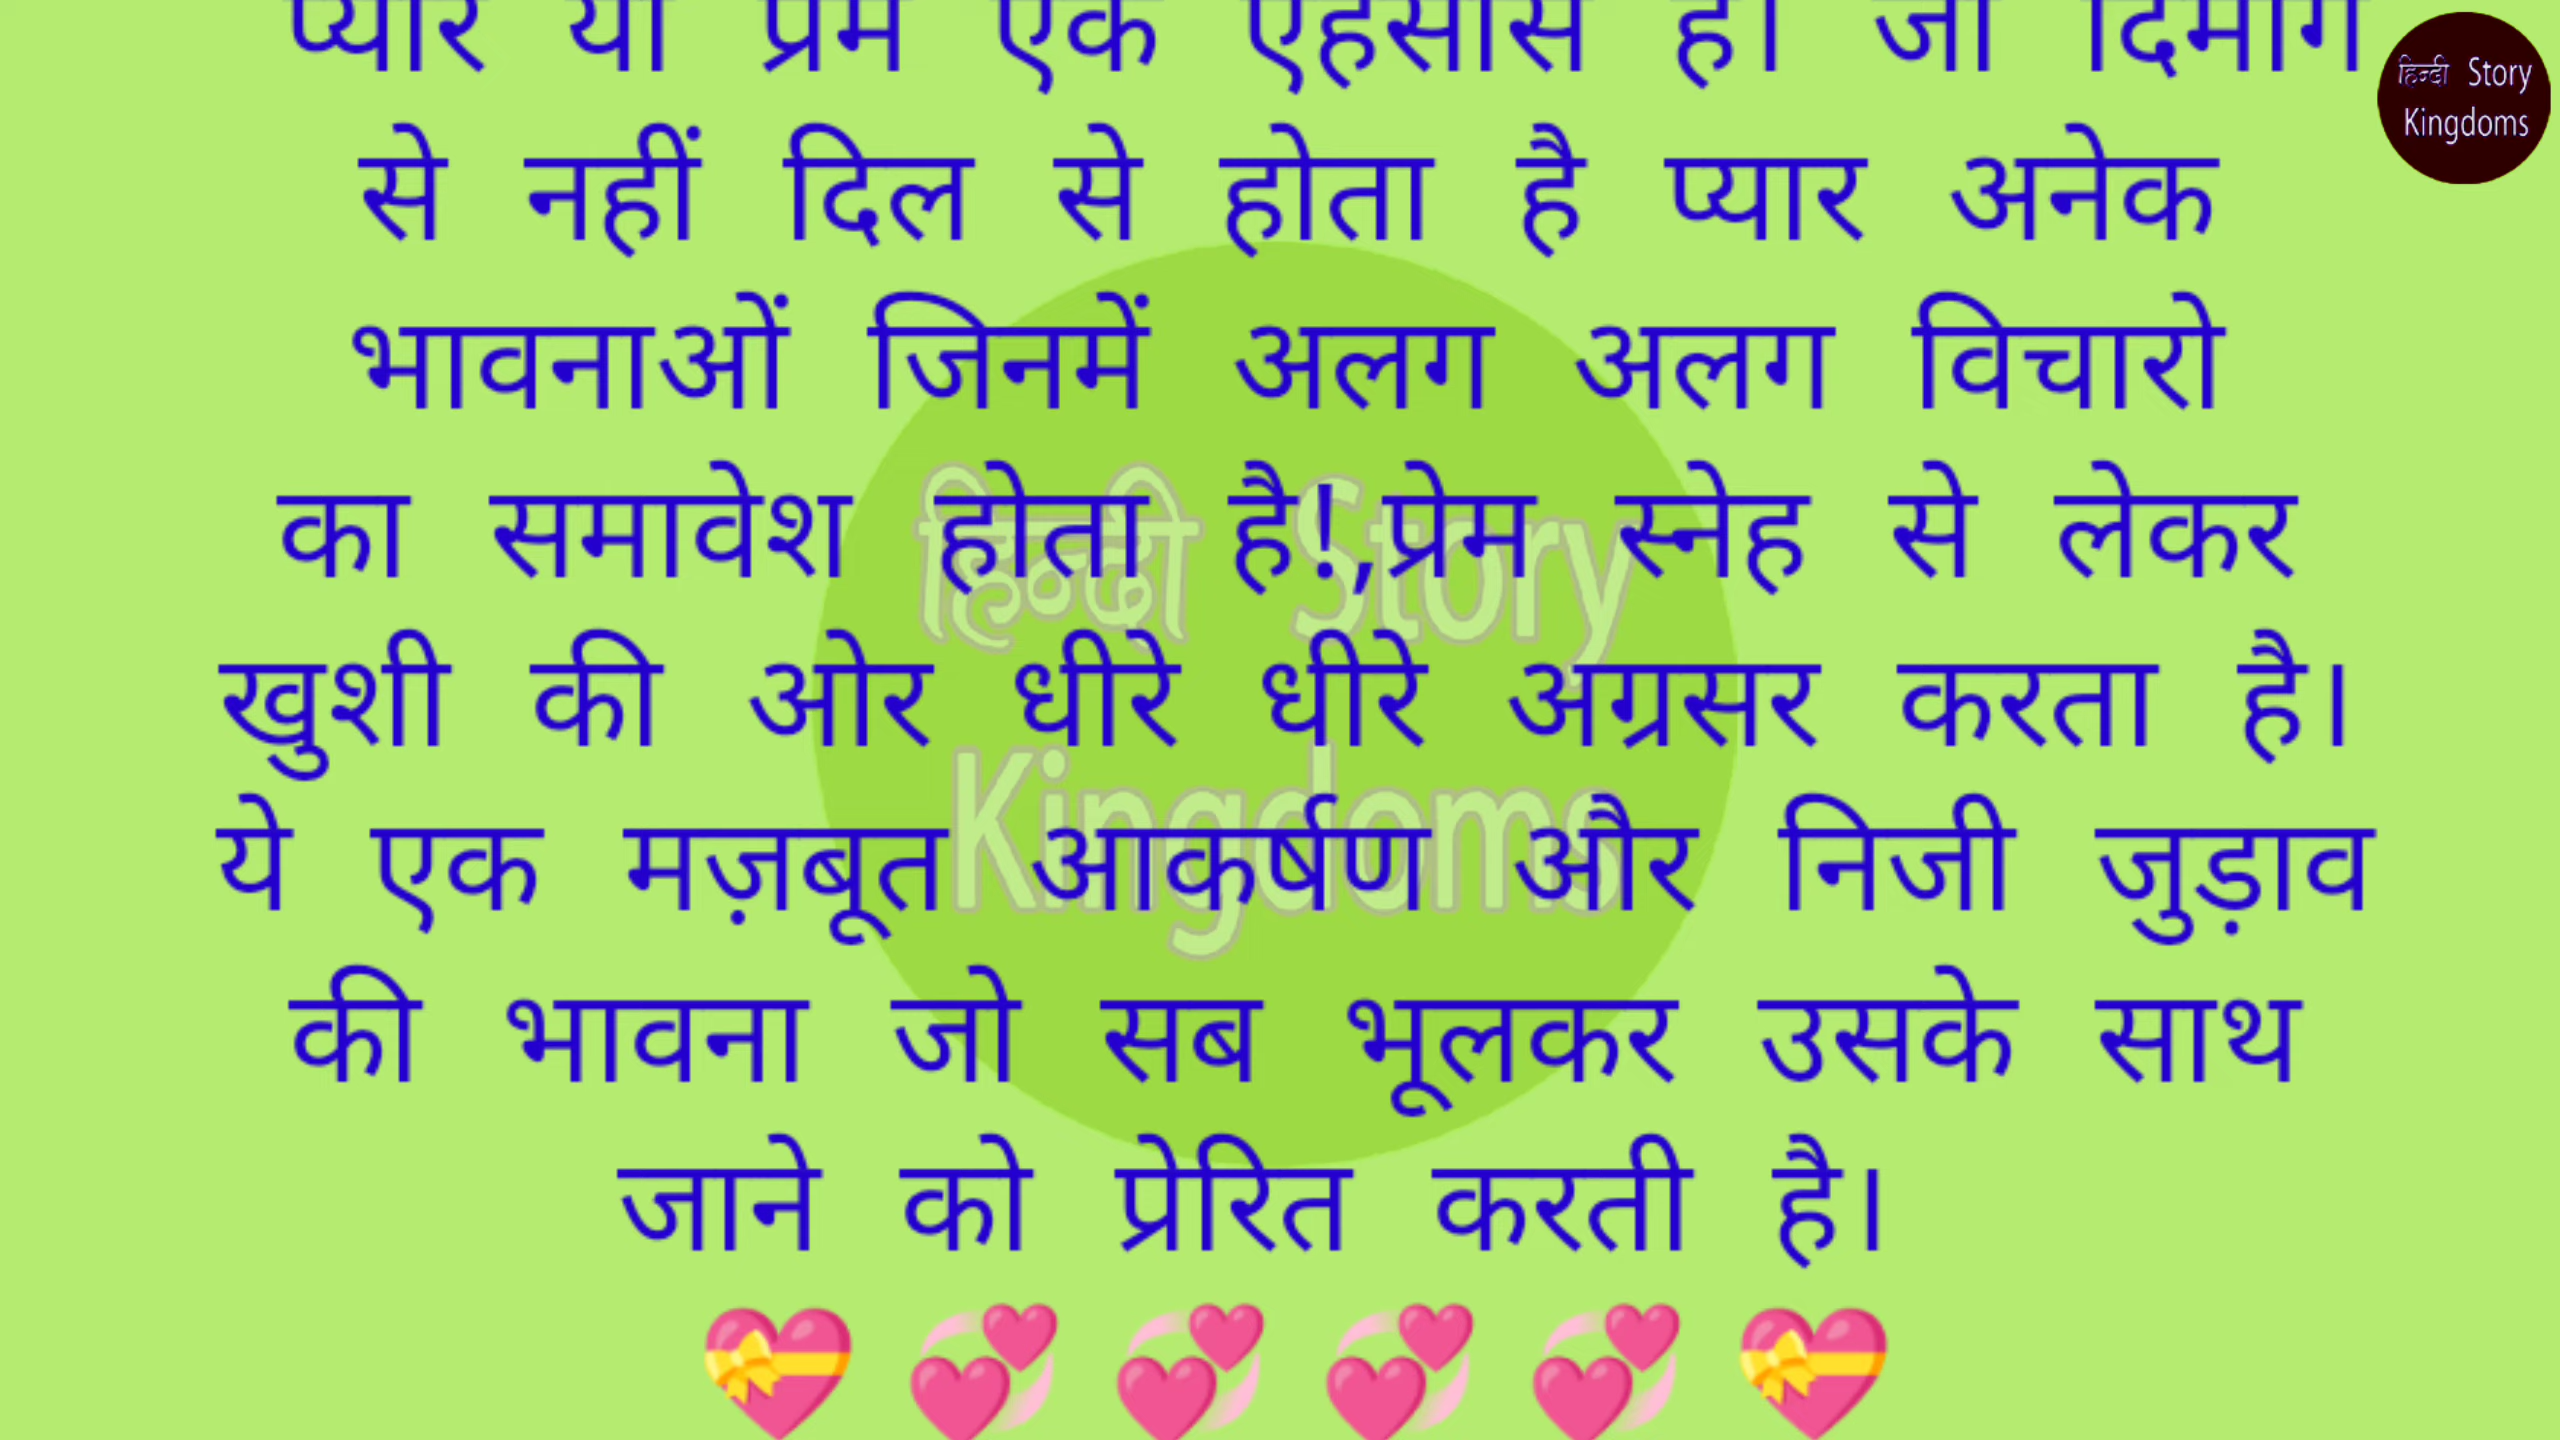 प्यार या प्रेम एक एहसास है। जो दिमाग
से नहीं दिल से होता है प्यार अनेक
भावनाओं जिनमें अलग अलग विचारो
का समावेश होता है!,प्रेम स्नेह से लेकर
खुशी की ओर धीरे धीरे अग्रसर करता है।
ये एक मज़बूत आकर्षण और निजी जुड़ाव
की भावना जो सब भूलकर उसके साथ
जाने को प्रेरित करती है।
हिन्दी Story
Kingdoms
हिन्दी Story
Kingdoms